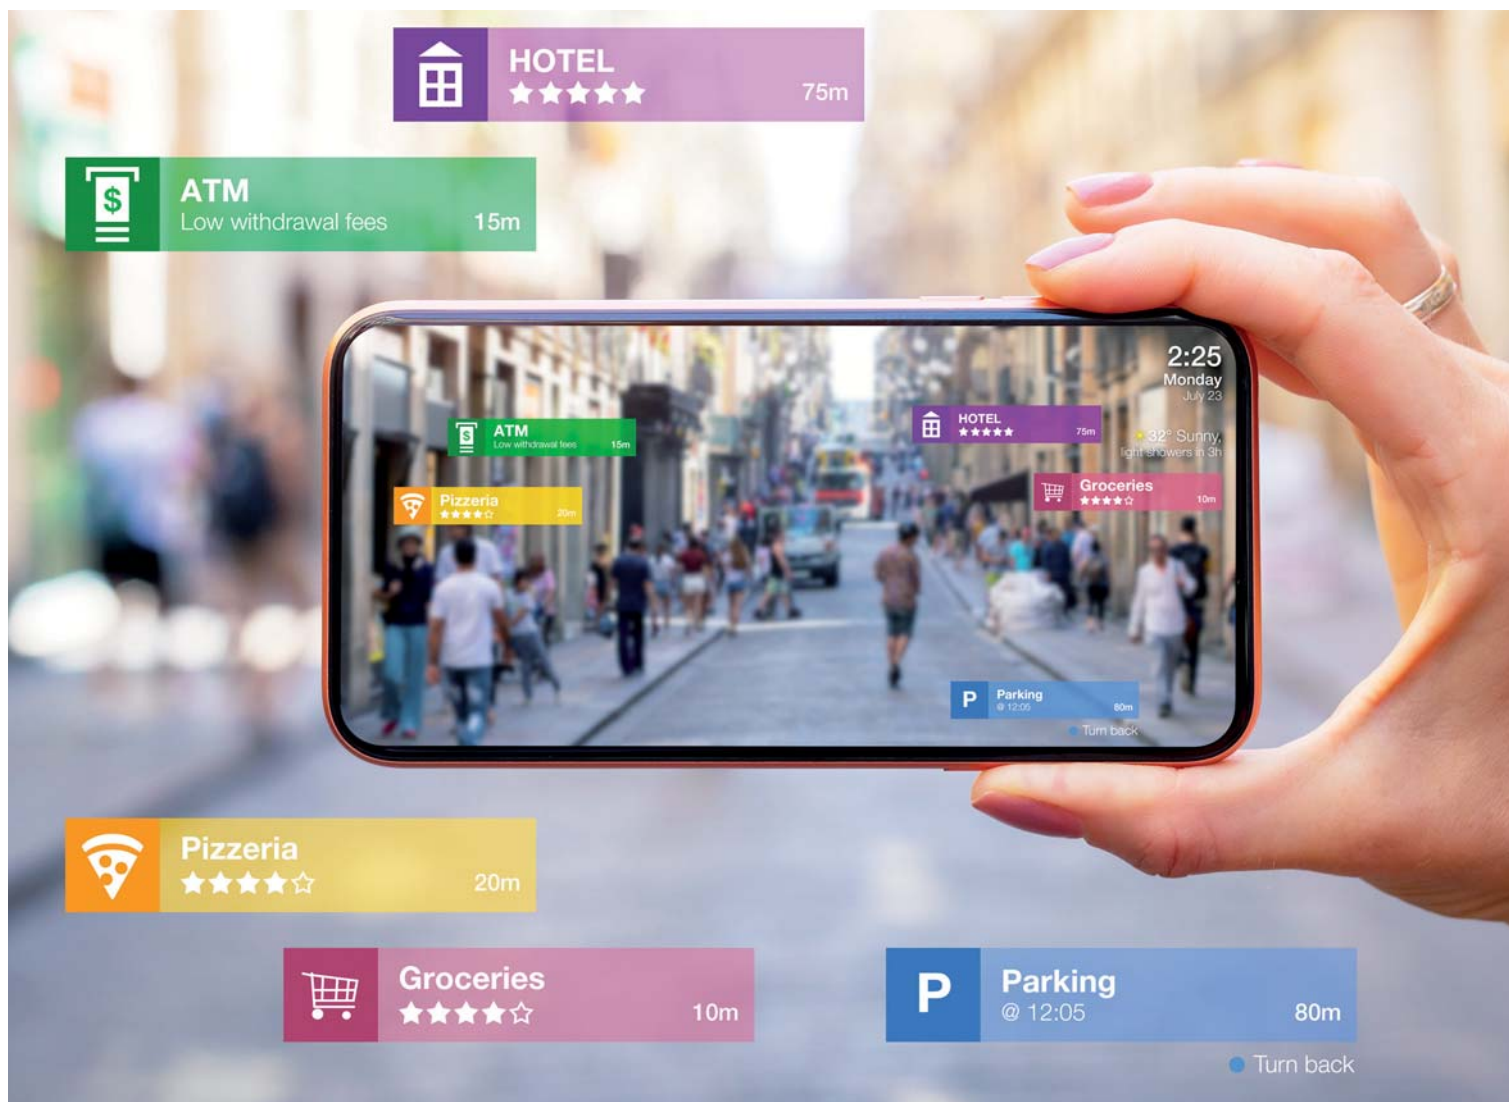 HOTEL
75m
ATM
Low withdrawal fees 15m
2:25
Monday
July 23
HOTEL
75m
ATM
Low withdrawal fees 15m
32° Sunny,
light showers in 3h
Groceries
10m
Pizzeria
20m
P Parking
@ 12:05 80m
Turn back
Pizzeria
20m
Groceries
10m
P Parking
@ 12:05 80m
Turn back